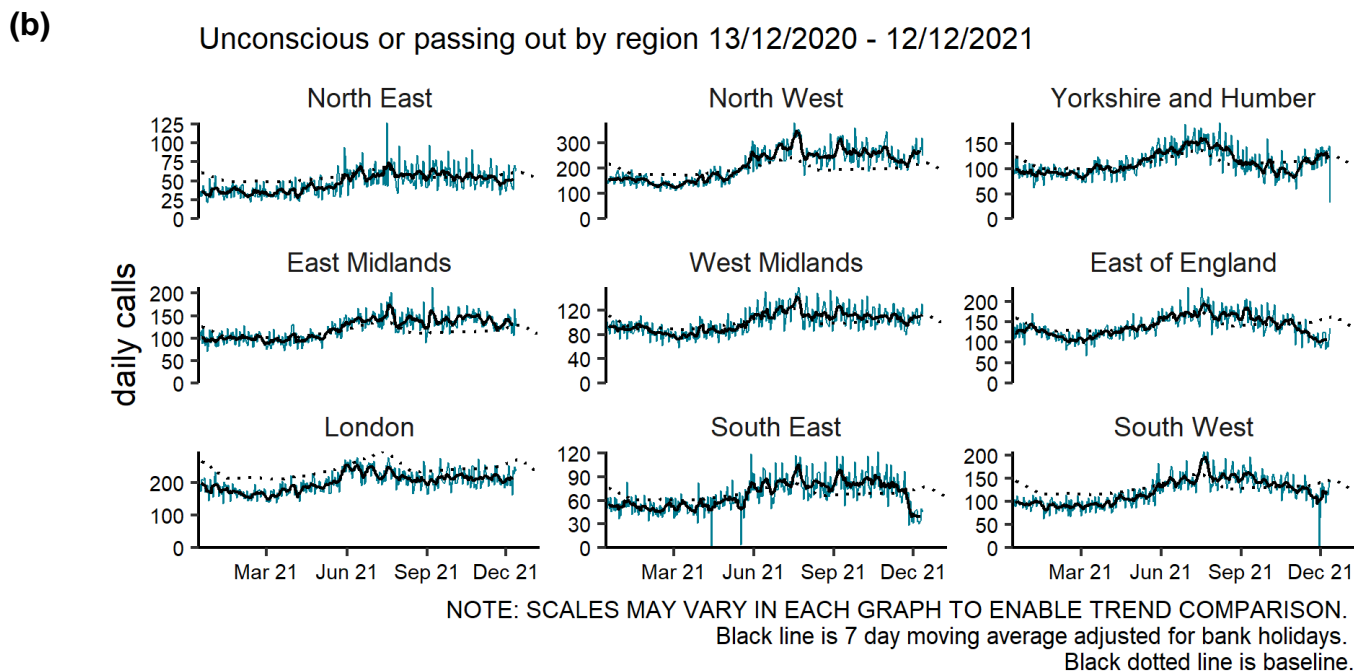 (b)
Unconscious or passing out by region 13/12/2020 - 12/12/2021
daily calls
North East
125
100
75
50
25
0
North West
300
200
100
0
Yorkshire and Humber
150
100
50
0
East Midlands
200
150
100
50
0
West Midlands
120
80
40
0
East of England
200
150
100
50
0
London
200
100
0
Mar 21 Jun 21 Sep 21 Dec 21
South East
120
90
60
30
0
Mar 21 Jun 21 Sep 21 Dec 21
South West
200
150
100
50
0
Mar 21 Jun 21 Sep 21 Dec 21
NOTE: SCALES MAY VARY IN EACH GRAPH TO ENABLE TREND COMPARISON.
Black line is 7 day moving average adjusted for bank holidays.
Black dotted line is baseline.